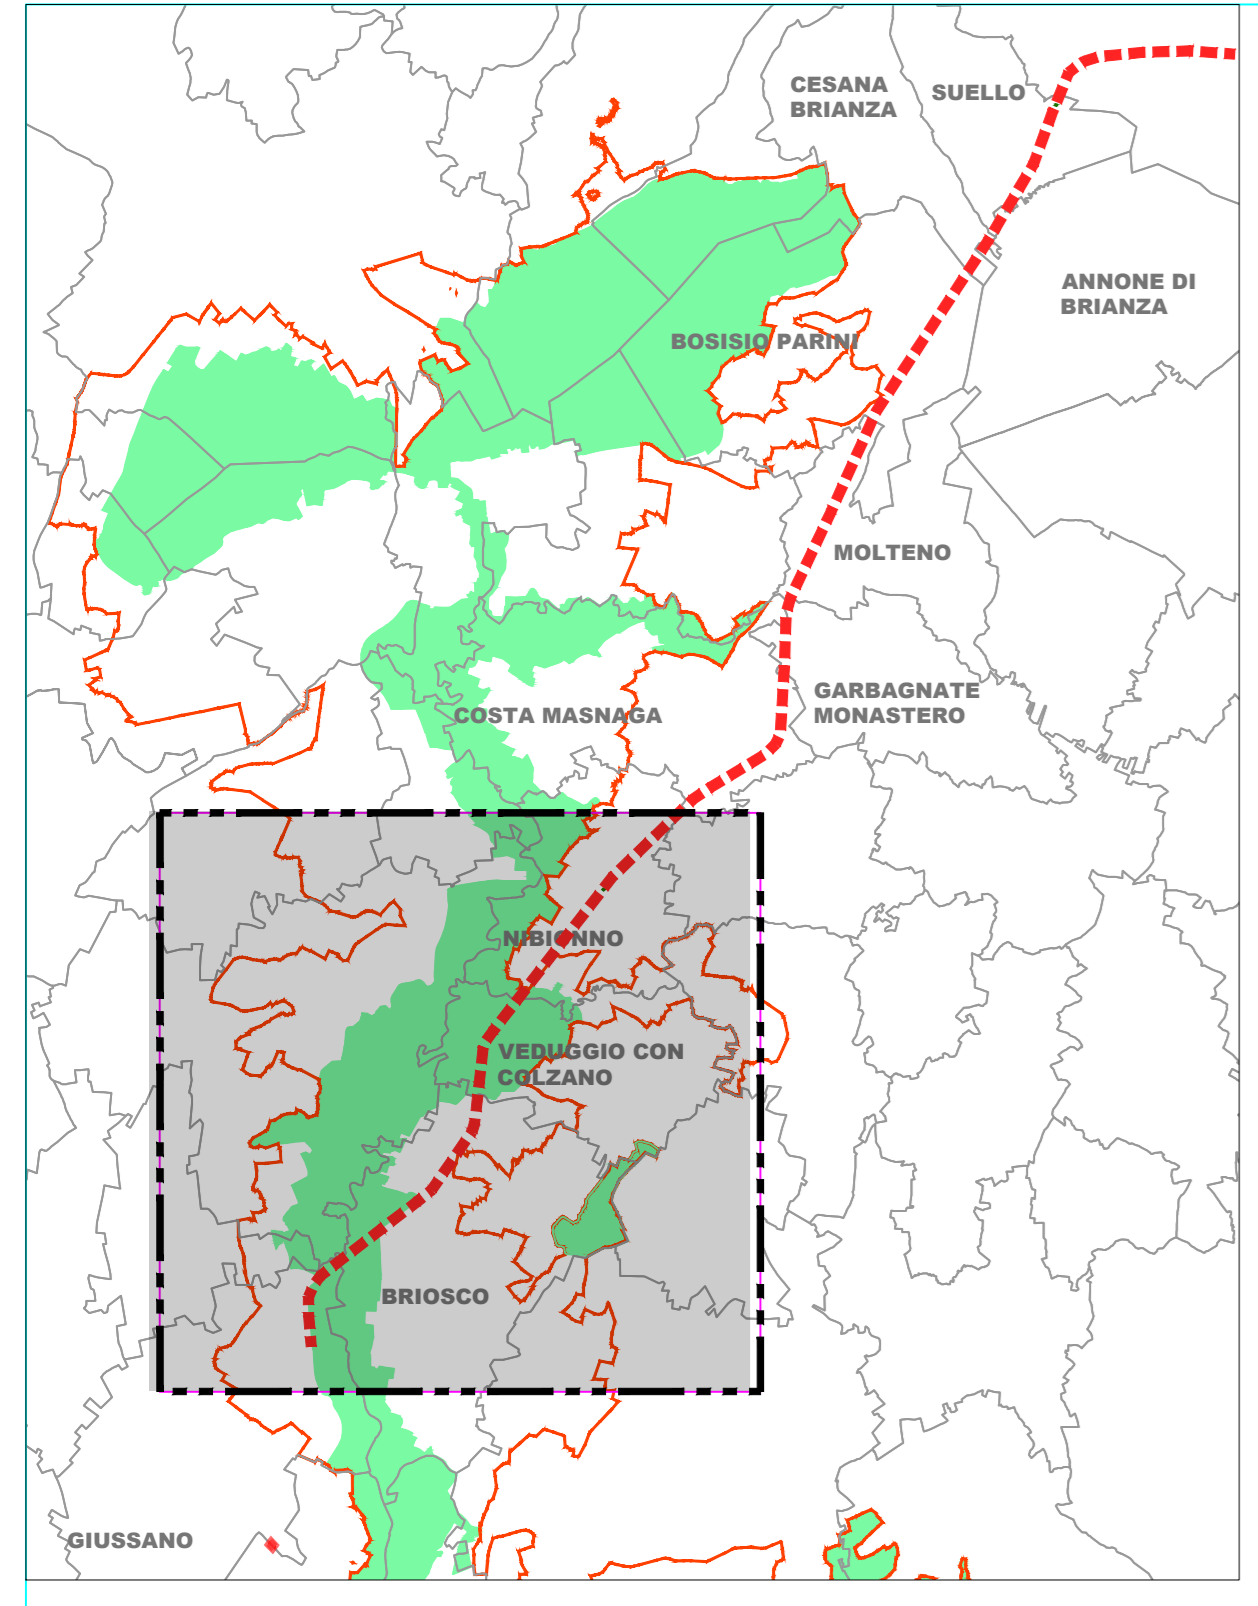 CESANA
BRIANZA
SUELLO
ANNONE DI
BRIANZA
BOSISIO PARINI
MOLTENO
GARBAGNATE
MONASTERO
COSTA MASNAGA
NIBIONNO
VEDUGGIO CON
COLZANO
BRIOSCO
GIUSSANO